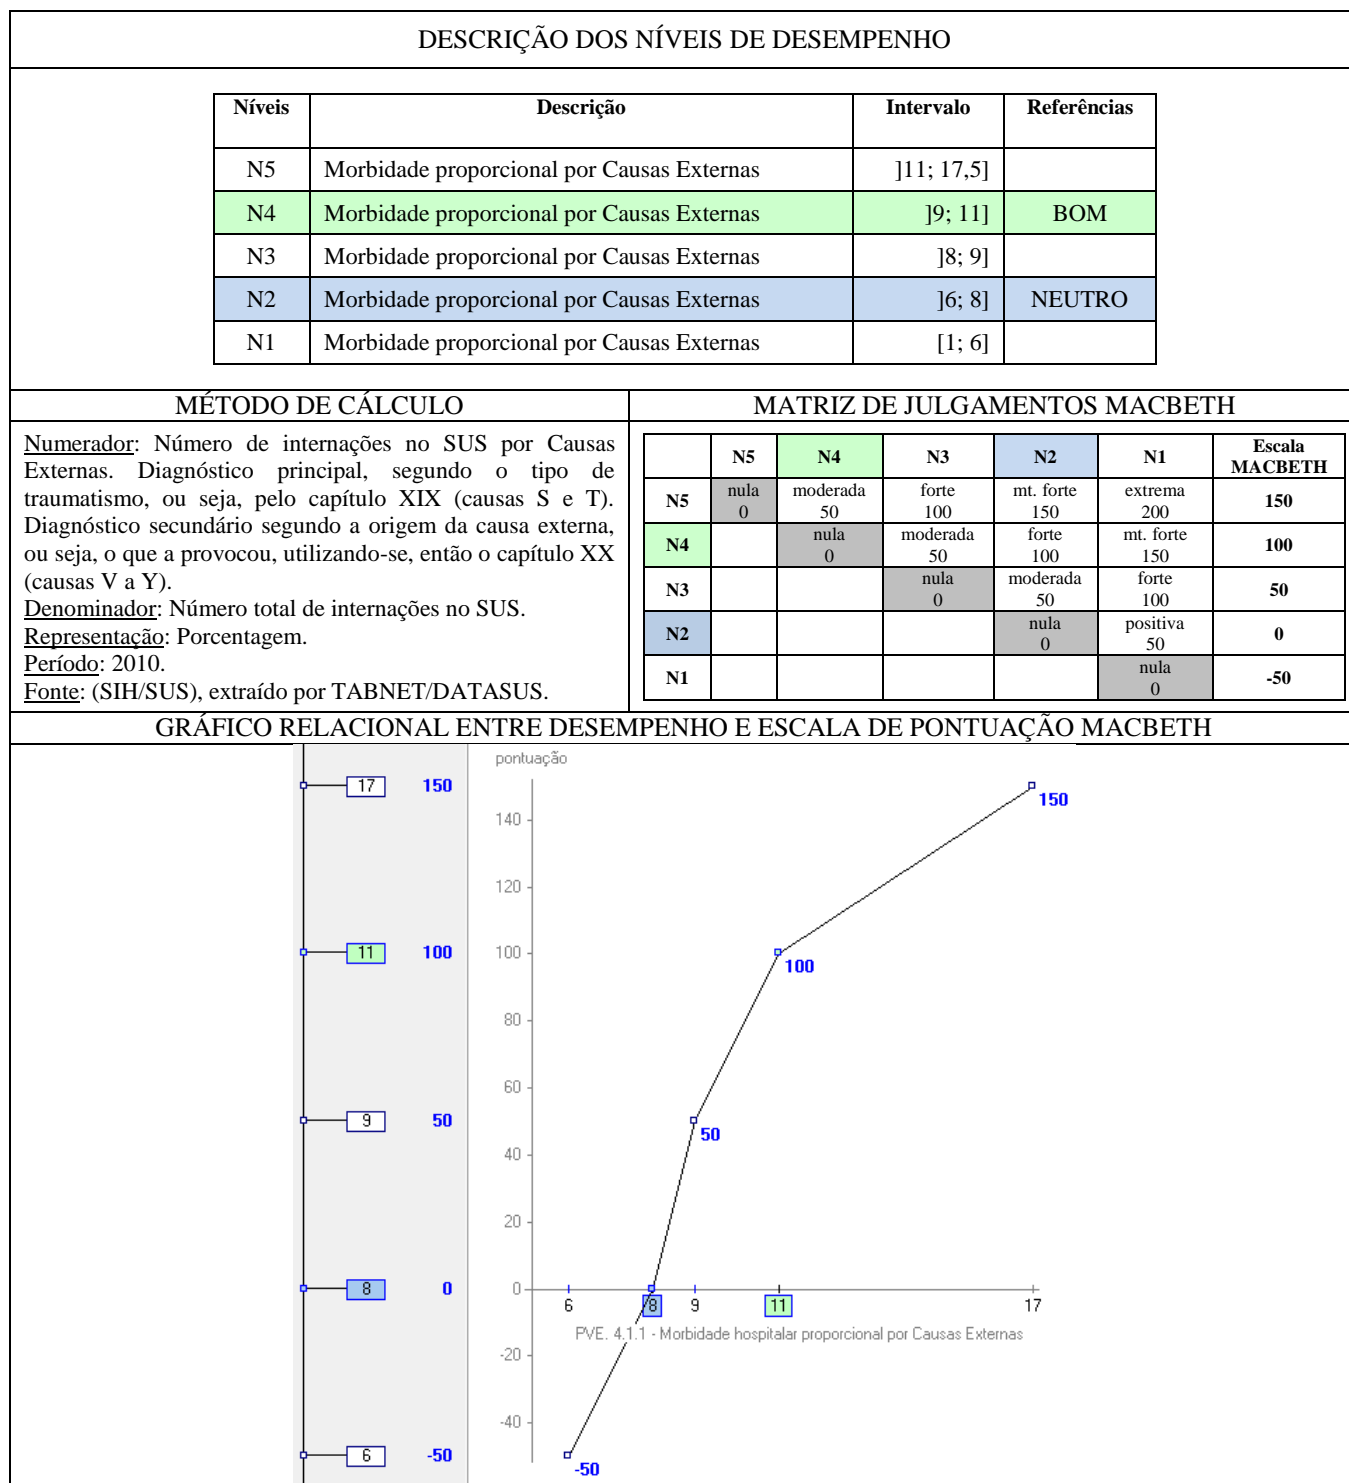 DESCRIÇÃO DOS NÍVEIS DE DESEMPENHO
Níveis Descrição Intervalo Referências
N5 Morbidade proporcional por Causas Externas ]11; 17,5]
N4 Morbidade proporcional por Causas Externas ]9; 11] BOM
N3 Morbidade proporcional por Causas Externas ]8; 9]
N2 Morbidade proporcional por Causas Externas ]6; 8] NEUTRO
N1 Morbidade proporcional por Causas Externas [1; 6]
MÉTODO DE CÁLCULO
Numerador: Número de internações no SUS por Causas
Externas. Diagnóstico principal, segundo o tipo de
traumatismo, ou seja, pelo capítulo XIX (causas S e T).
Diagnóstico secundário segundo a origem da causa externa,
ou seja, o que a provocou, utilizando-se, então o capítulo XX
(causas V a Y).
Denominador: Número total de internações no SUS.
Representação: Porcentagem.
Período: 2010.
Fonte: (SIH/SUS), extraído por TABNET/DATASUS.
MATRIZ DE JULGAMENTOS MACBETH
N5 N4 N3 N2 N1 Escala
MACBETH
N5 nula moderada forte mt. forte extrema 150
0 50 100 150 200
N4 nula moderada forte mt. forte 100
0 50 100 150
N3 nula moderada forte 50
0 50 100
N2 nula positiva 0
0 50
N1 nula -50
0
GRÁFICO RELACIONAL ENTRE DESEMPENHO E ESCALA DE PONTUAÇÃO MACBETH
17 150
11 100
9 50
8 0
6 -50
pontuação
140
120
100
80
60
40
20
0
-20
-40
150
100
50
-50
6 8 9 11 17
PVE. 4.1.1 - Morbidade hospitalar proporcional por Causas Externas